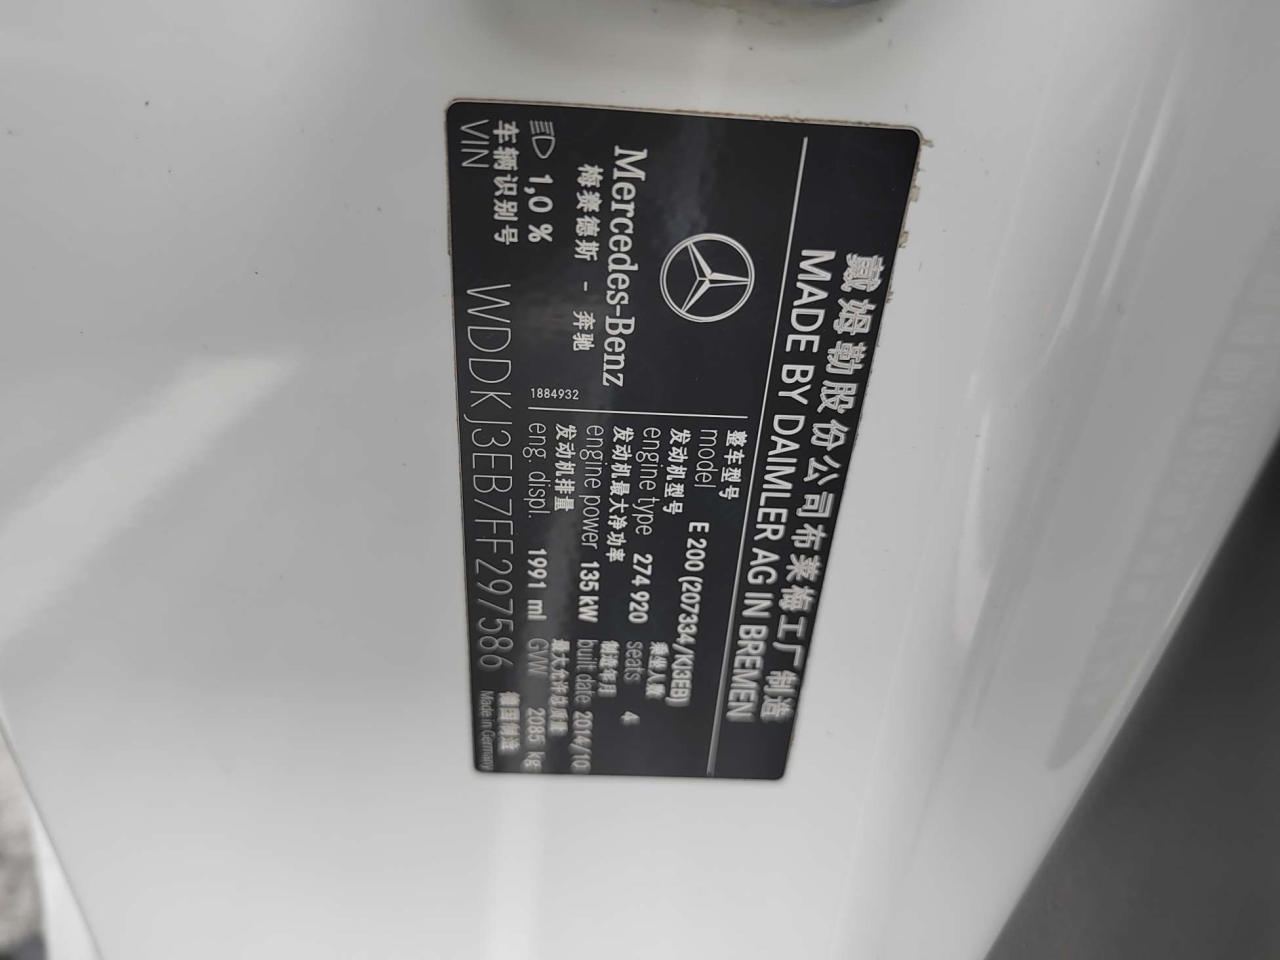 戴姆勒股份公司布莱梅工厂制造
MADE BY DAIMLER AG IN BREMEN
Mercedes-Benz
梅赛德斯 - 奔驰
1,0 %
1884932
整车型号
model E 200 (207334/KJ3EB)
发动机型号
engine type 274 920
发动机最大净功率
engine power 135 kW
发动机排量
eng. displ. 1991 ml
乘坐人数
seats 4
制造年月
built date 2014/10
最大允许总质量
GVW 2085 kg
车辆识别号
VIN WDDKJ3EB7FF297586
德国制造
Made in Germany